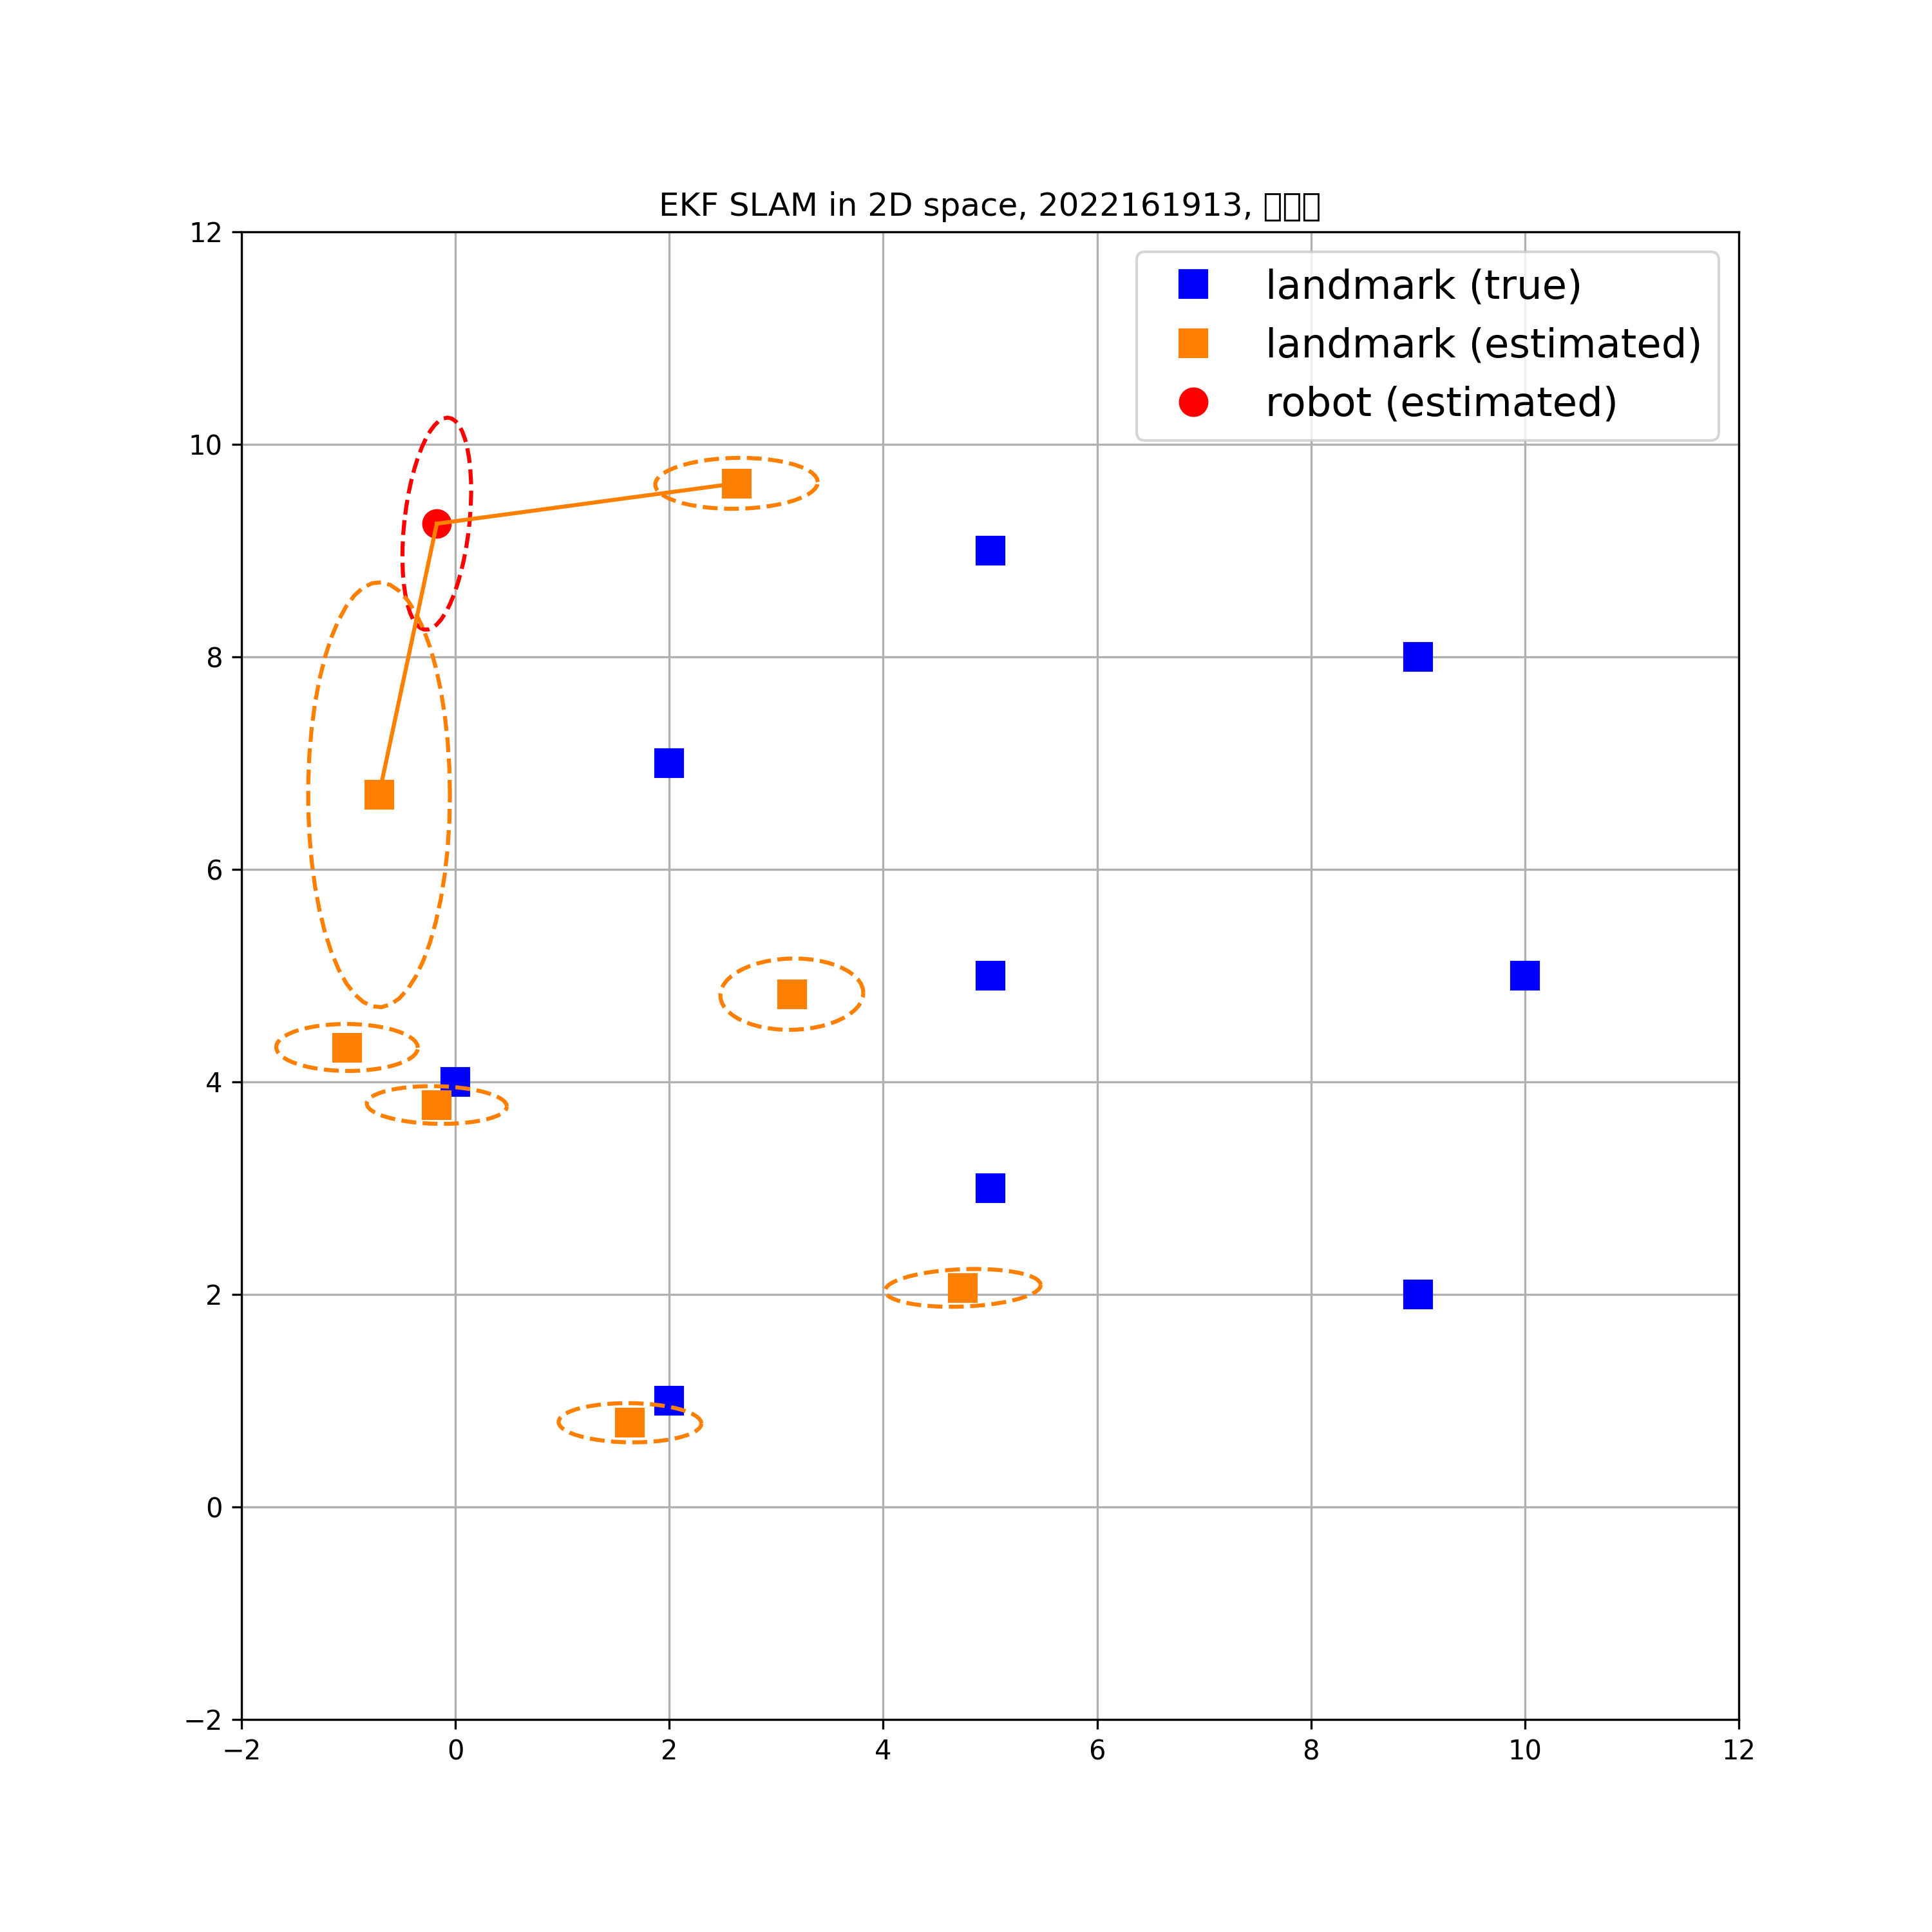 EKF SLAM in 2D space, 2022161913,
landmark (true)
landmark (estimated)
robot (estimated)
12
10
8
6
4
2
0
−2
−2 0 2 4 6 8 10 12